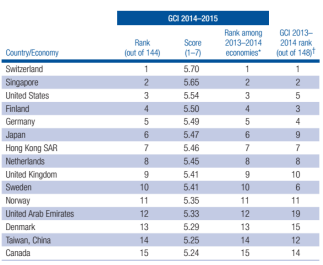 GCI 2014–2015
Rank among GCI 2013–
Rank Score 2013–2014 2014 rank
Country/Economy (out of 144) (1–7) economies* (out of 148)†
Switzerland 1 5.70 1 1
Singapore 2 5.65 2 2
United States 3 5.54 3 5
Finland 4 5.50 4 3
Germany 5 5.49 5 4
Japan 6 5.47 6 9
Hong Kong SAR 7 5.46 7 7
Netherlands 8 5.45 8 8
United Kingdom 9 5.41 9 10
Sweden 10 5.41 10 6
Norway 11 5.35 11 11
United Arab Emirates 12 5.33 12 19
Denmark 13 5.29 13 15
Taiwan, China 14 5.25 14 12
Canada 15 5.24 15 14